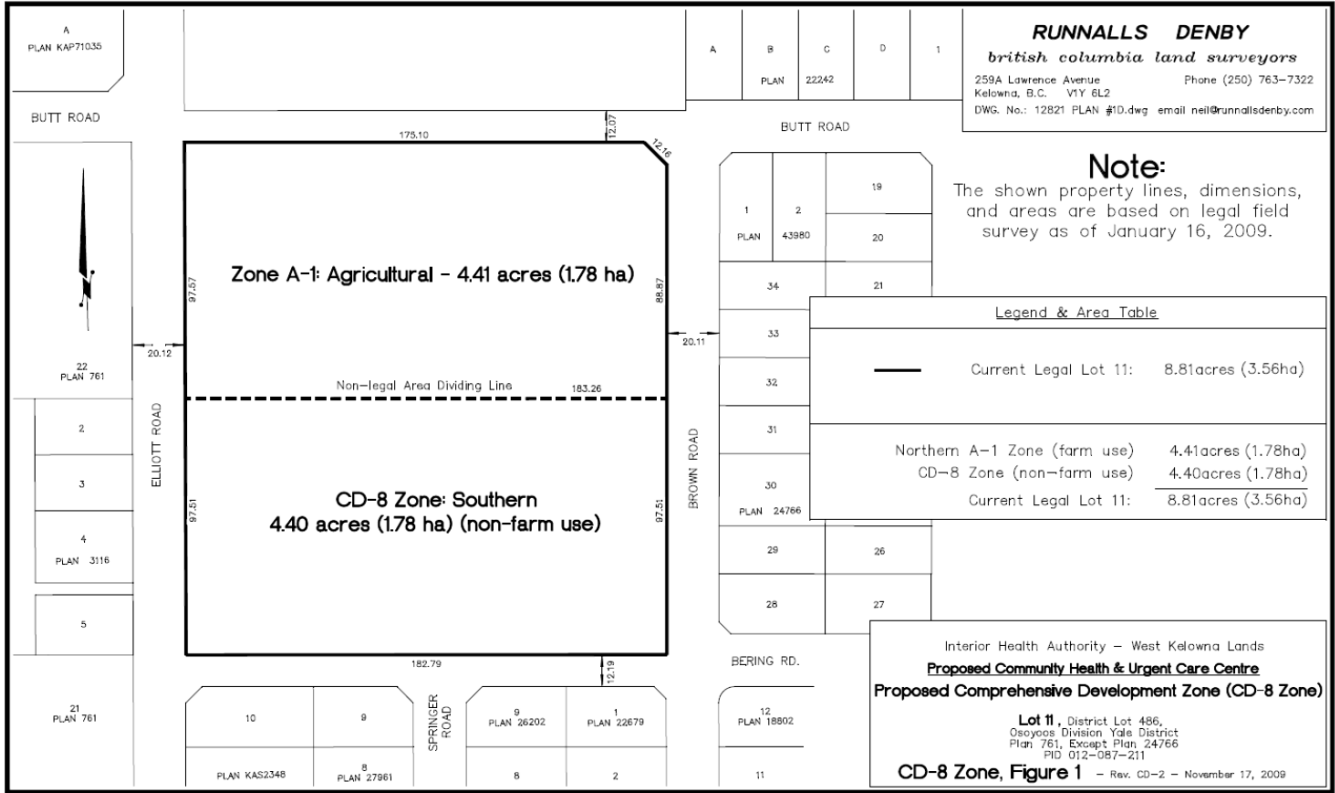 A
PLAN KAP71035
BUTT ROAD
A
B
C
D
1
PLAN 22242
BUTT ROAD
RUNNALLS DENBY
british columbia land surveyors
259A Lawrence Avenue Phone (250) 763-7322
Kelowna, B.C. V1Y 6L2
DWG. No.: 12821 PLAN #1D.dwg email neil@runnallsdenby.com
Note:
The shown property lines, dimensions,
and areas are based on legal field
survey as of January 16, 2009.
175.10
12.07
12.16
Zone A-1: Agricultural - 4.41 acres (1.78 ha)
97.57
88.87
20.12
20.11
Non-legal Area Dividing Line 183.26
CD-8 Zone: Southern
4.40 acres (1.78 ha) (non-farm use)
97.51
97.51
182.79
12.19
ELLIOTT ROAD
BROWN ROAD
22
PLAN 761
2
3
4
PLAN 3116
5
21
PLAN 761
1
2
PLAN 43980
19
20
34
21
33
32
31
30
PLAN 24766
29
26
28
27
BERING RD.
10
9
PLAN KAS2348
8
PLAN 27961
SPRINGER
ROAD
9
PLAN 26202
1
PLAN 22679
8
2
12
PLAN 18802
11
Legend & Area Table
Current Legal Lot 11: 8.81acres (3.56ha)
Northern A-1 Zone (farm use) 4.41acres (1.78ha)
CD-8 Zone (non-farm use) 4.40acres (1.78ha)
Current Legal Lot 11: 8.81acres (3.56ha)
Interior Health Authority - West Kelowna Lands
Proposed Community Health & Urgent Care Centre
Proposed Comprehensive Development Zone (CD-8 Zone)
Lot 11, District Lot 486,
Osoyoos Division Yale District
Plan 761, Except Plan 24766
PID 012-087-211
CD-8 Zone, Figure 1 - Rev. CD-2 - November 17, 2009